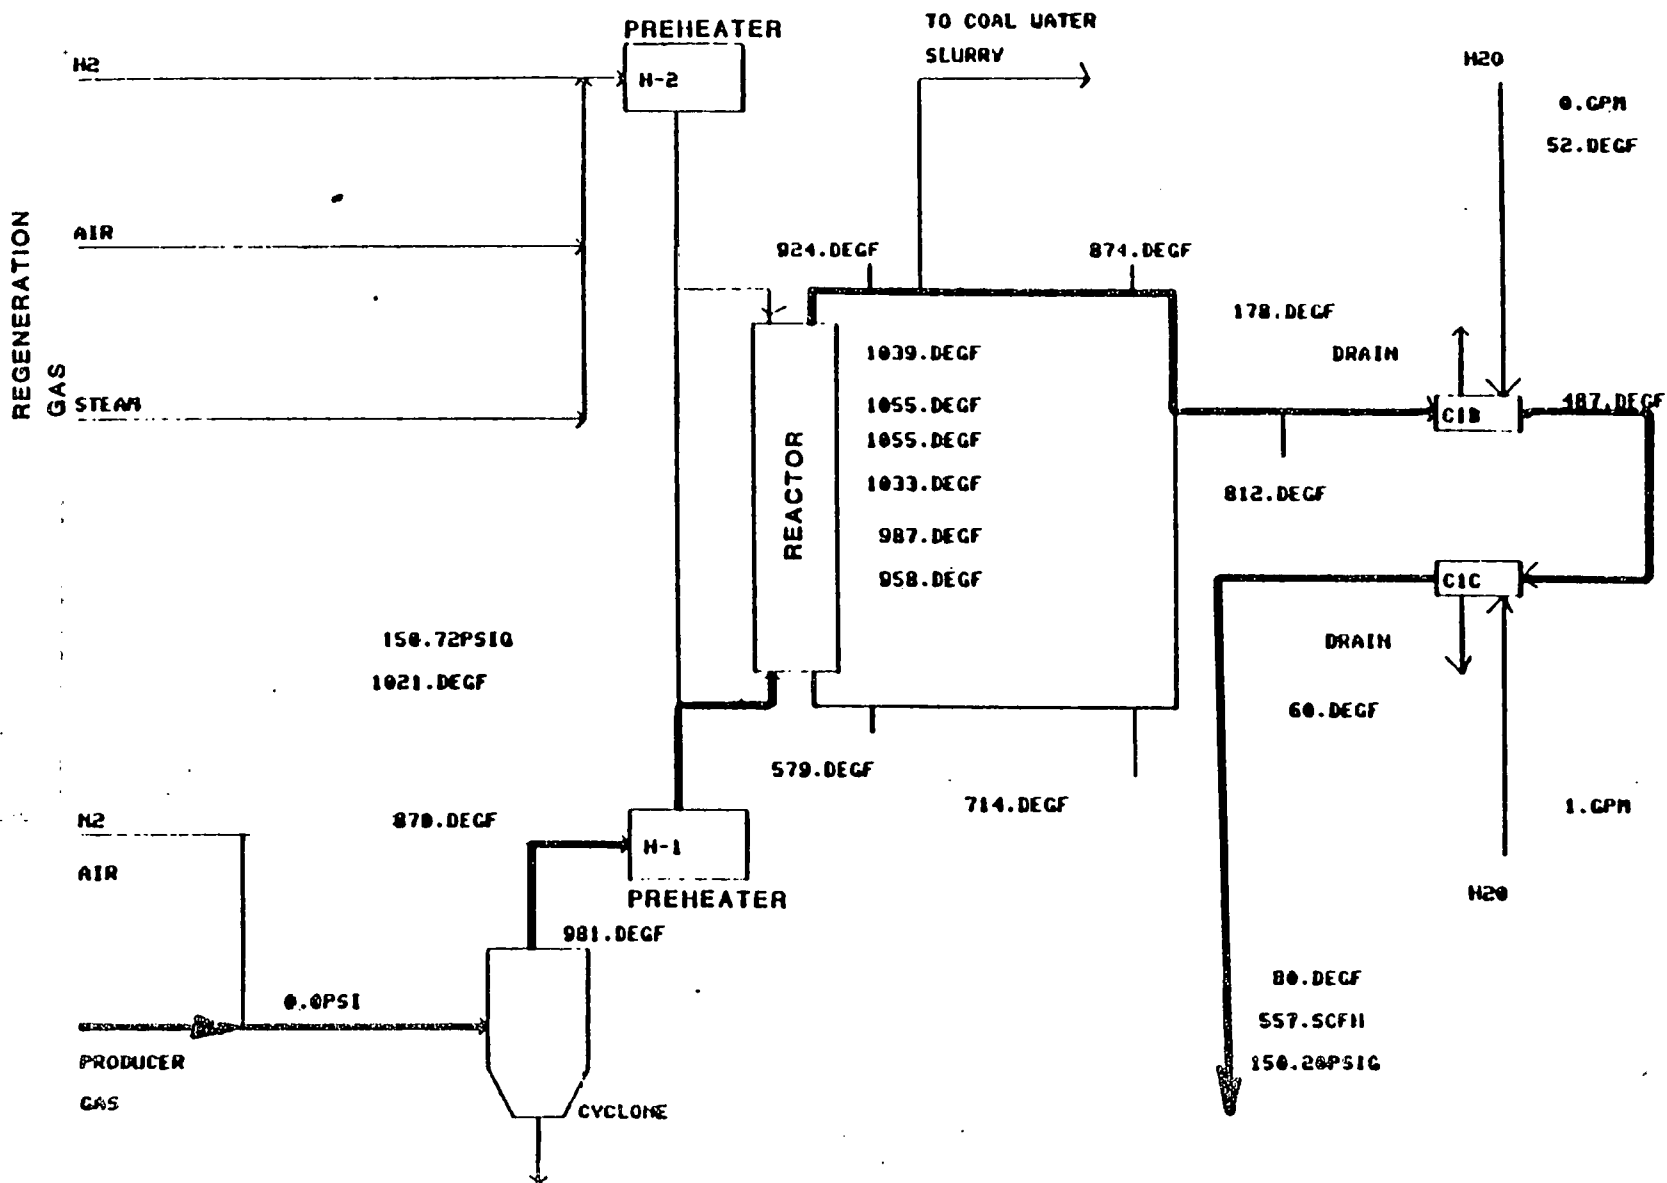 PREHEATER
H-2
TO COAL WATER
SLURRY
H2
H2O
0.GPM
52.DEGF
REGENERATION
GAS
AIR
STEAM
924.DEGF
874.DEGF
178.DEGF
DRAIN
C1B
487.DEGF
1039.DEGF
1055.DEGF
1055.DEGF
1033.DEGF
987.DEGF
958.DEGF
REACTOR
812.DEGF
C1C
DRAIN
60.DEGF
150.72PSIG
1021.DEGF
579.DEGF
714.DEGF
1.GPM
H2O
N2
AIR
870.DEGF
H-1
PREHEATER
981.DEGF
0.0PSI
PRODUCER
GAS
CYCLONE
80.DEGF
557.SCFH
150.20PSIG